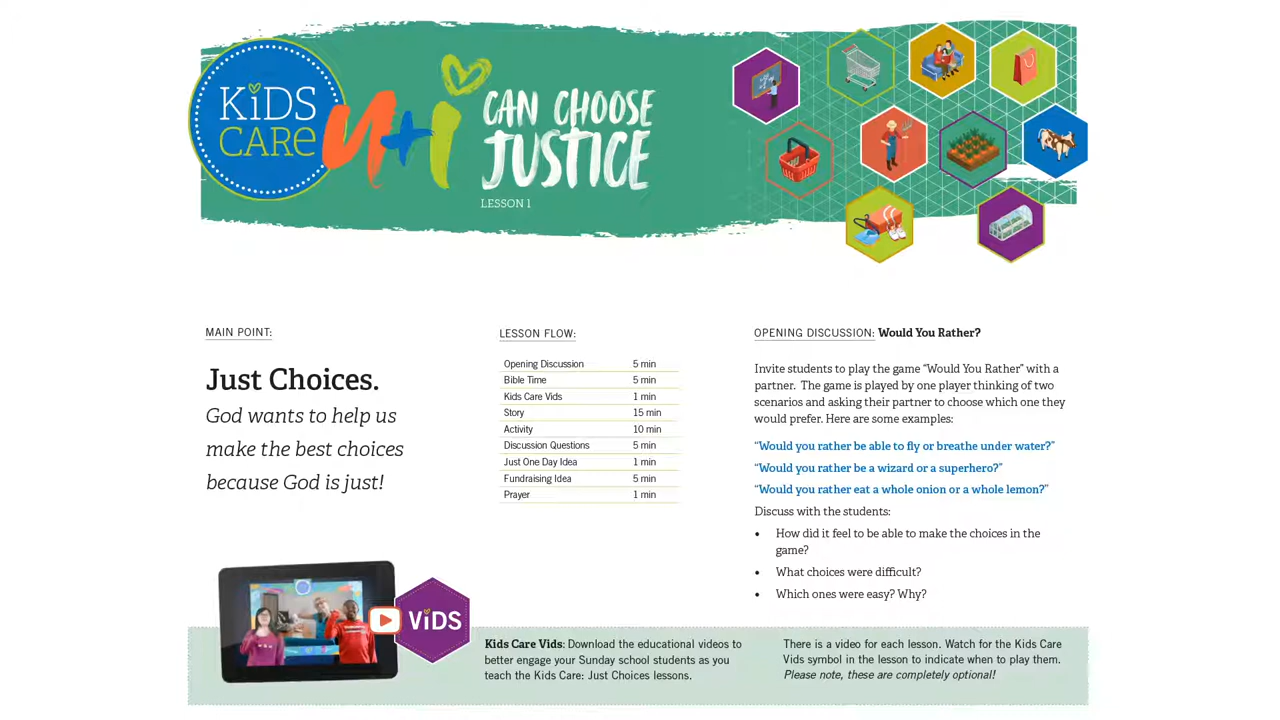 KiDS
CARe
u+i
CAN CHOOSE
JUSTICE
LESSON 1
MAIN POINT:
Just Choices.
God wants to help us
make the best choices
because God is just!
LESSON FLOW:
Opening Discussion 5 min
Bible Time 5 min
Kids Care Vids 1 min
Story 15 min
Activity 10 min
Discussion Questions 5 min
Just One Day Idea 1 min
Fundraising Idea 5 min
Prayer 1 min
OPENING DISCUSSION: Would You Rather?
Invite students to play the game “Would You Rather” with a
partner. The game is played by one player thinking of two
scenarios and asking their partner to choose which one they
would prefer. Here are some examples:
“Would you rather be able to fly or breathe under water?”
“Would you rather be a wizard or a superhero?”
“Would you rather eat a whole onion or a whole lemon?”
Discuss with the students:
• How did it feel to be able to make the choices in the
game?
• What choices were difficult?
• Which ones were easy? Why?
ViDS
Kids Care Vids: Download the educational videos to
better engage your Sunday school students as you
teach the Kids Care: Just Choices lessons.
There is a video for each lesson. Watch for the Kids Care
Vids symbol in the lesson to indicate when to play them.
Please note, these are completely optional!